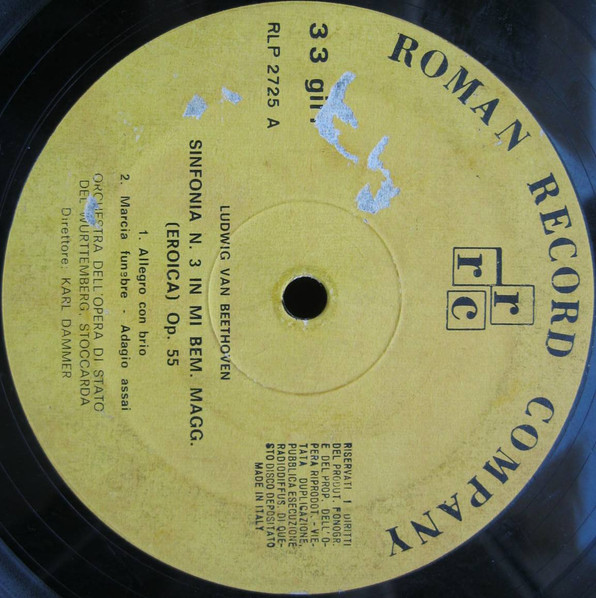 ROMAN RECORD COMPANY
r r c
33 giri
RLP 2725 A
RISERVATI I DIRITTI
DEL PRODUT. FONOGR.
E DEL PROP. DELL'O-
PERA RIPRODOT. - VIE-
TATA DUPLICAZIONE,
PUBBLICA ESECUZIONE
RADIODIFFUS. DI QUE-
STO DISCO DEPOSITATO
MADE IN ITALY
LUDWIG VAN BEETHOVEN
SINFONIA N. 3 IN MI BEM. MAGG.
(EROICA) Op. 55
1. Allegro con brio
2. Marcia funebre - Adagio assai
ORCHESTRA DELL'OPERA DI STATO
DEL WURTTEMBERG, STOCCARDA
Direttore: KARL DAMMER